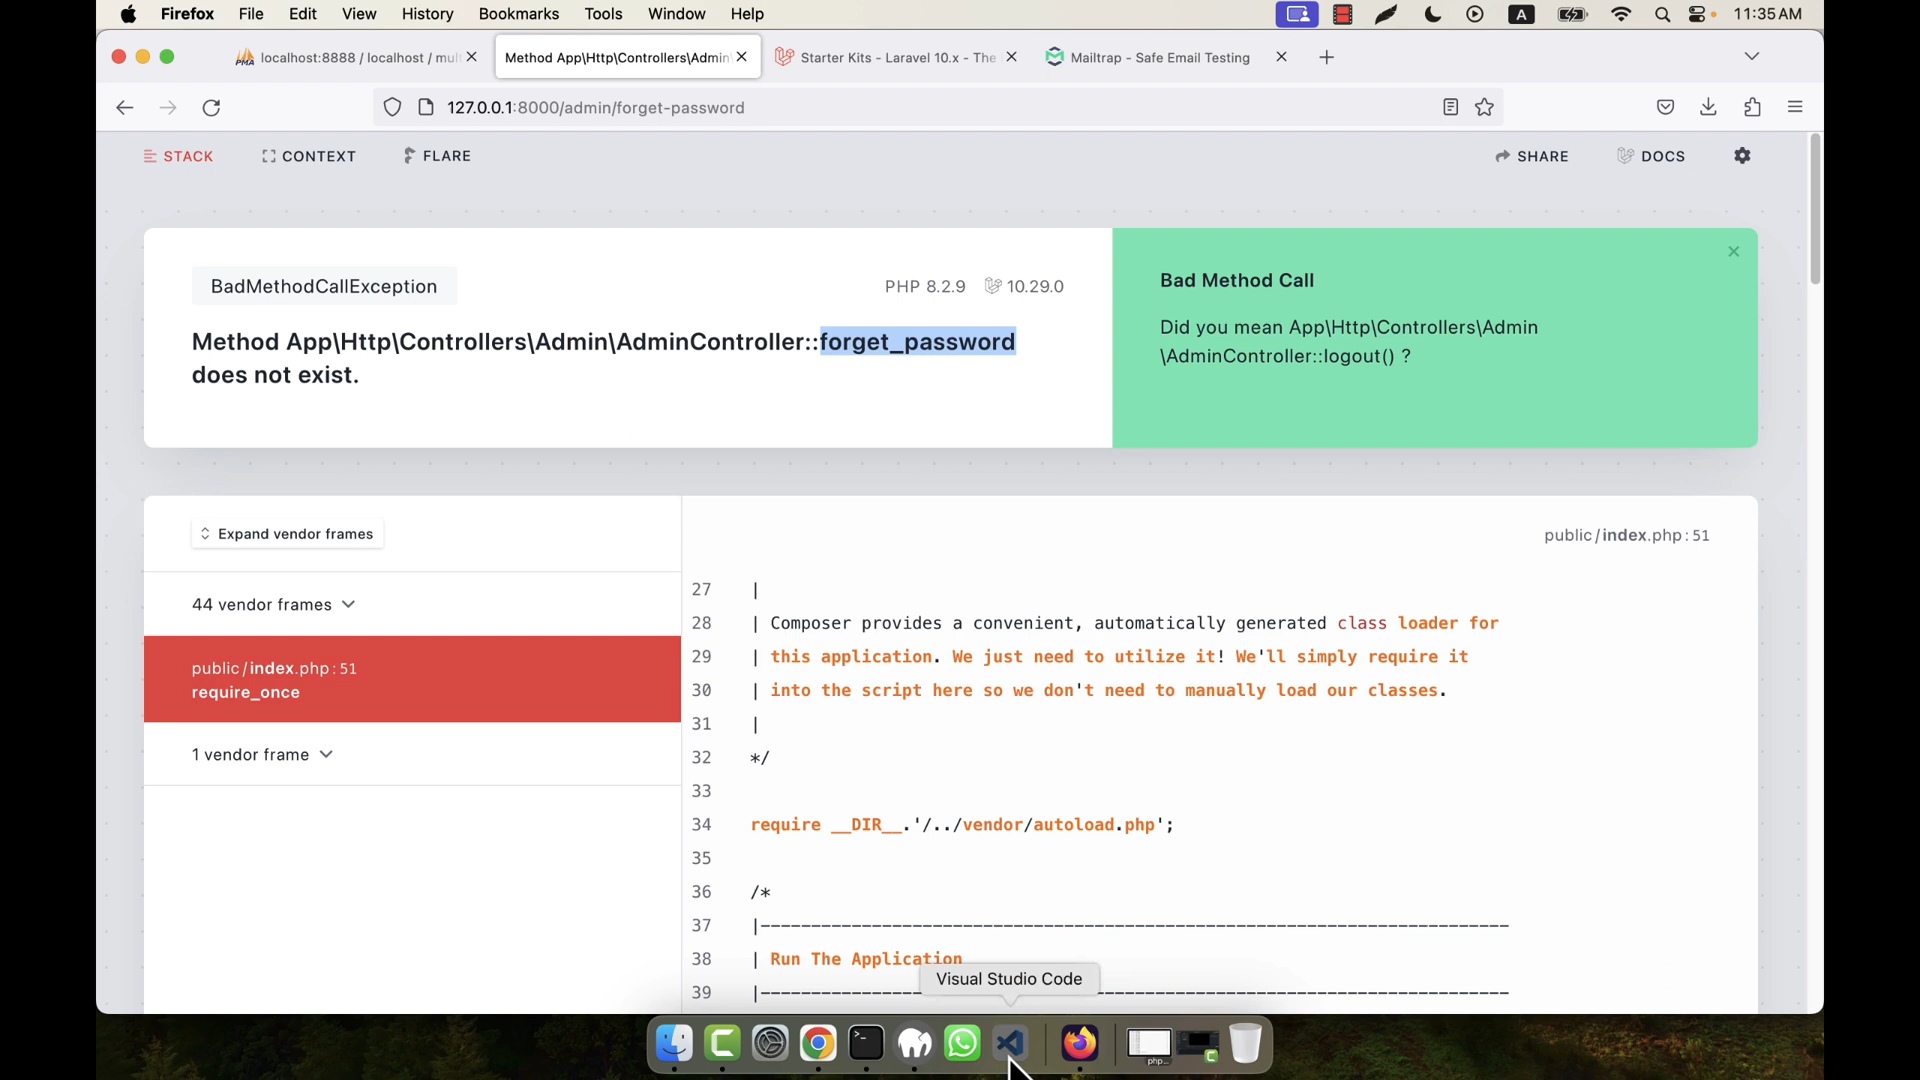 Firefox File Edit View History Bookmarks Tools Window Help A 11:35AM
localhost:8888 / localhost / mul
Method App\Http\Controllers\Admin\
Starter Kits - Laravel 10.x - The
Mailtrap - Safe Email Testing
127.0.0.1:8000/admin/forget-password
STACK CONTEXT FLARE SHARE DOCS
BadMethodCallException
PHP 8.2.9 10.29.0
Method App\Http\Controllers\Admin\AdminController::forget_password
does not exist.
Bad Method Call
Did you mean App\Http\Controllers\Admin
\AdminController::logout() ?
Expand vendor frames
44 vendor frames
public/index.php:51
require_once
1 vendor frame
public/index.php:51
27 |
28 | Composer provides a convenient, automatically generated class loader for
29 | this application. We just need to utilize it! We'll simply require it
30 | into the script here so we don't need to manually load our classes.
31 |
32 */
33
34 require __DIR__.'/../vendor/autoload.php';
35
36 /*
37 |--------------------------------------------------------------------------
38 | Run The Application
39 |--------------------------------------------------------------------------
Visual Studio Code
php...